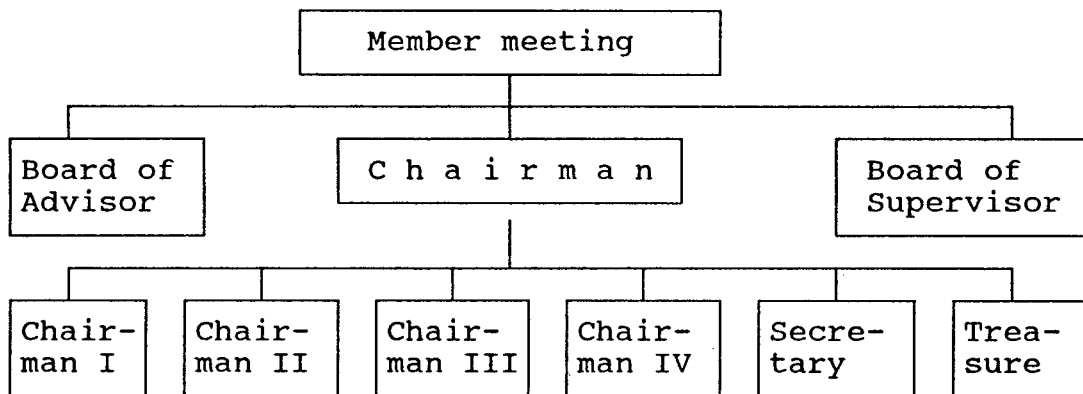 Member meeting
Board of
Advisor
C h a i r m a n
Board of
Supervisor
Chair-
man I
Chair-
man II
Chair-
man III
Chair-
man IV
Secre-
tary
Trea-
sure